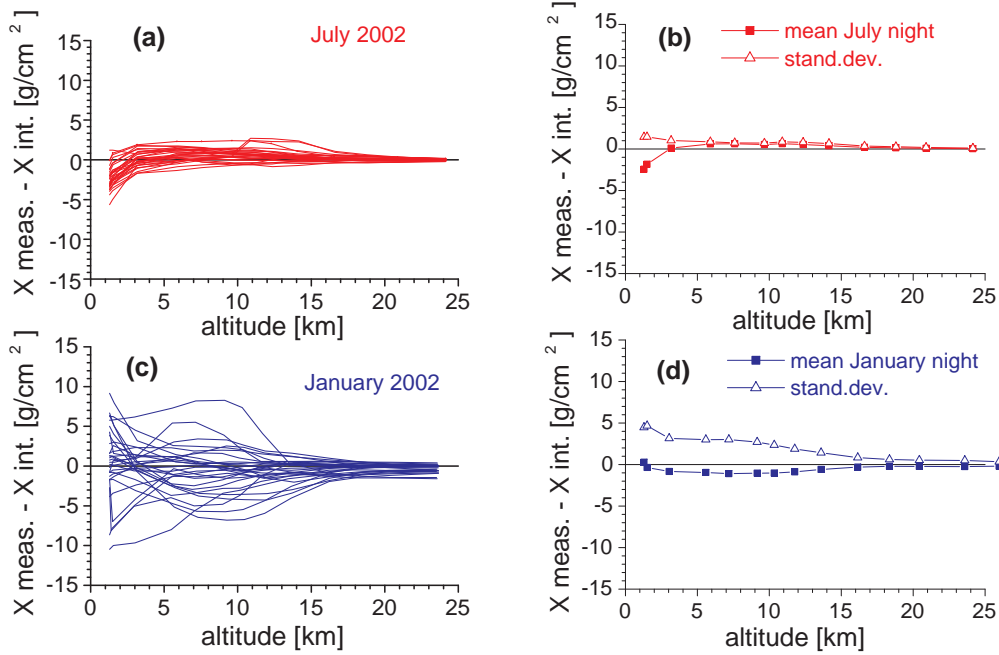 (a)
July 2002
X meas. - X int. [g/cm 2 ]
15
10
5
0
-5
-10
-15
0 5 10 15 20 25
altitude [km]
(b)
mean July night
stand.dev.
X meas. - X int. [g/cm 2 ]
15
10
5
0
-5
-10
-15
0 5 10 15 20 25
altitude [km]
(c)
January 2002
X meas. - X int. [g/cm 2 ]
15
10
5
0
-5
-10
-15
0 5 10 15 20 25
altitude [km]
(d)
mean January night
stand.dev.
X meas. - X int. [g/cm 2 ]
15
10
5
0
-5
-10
-15
0 5 10 15 20 25
altitude [km]